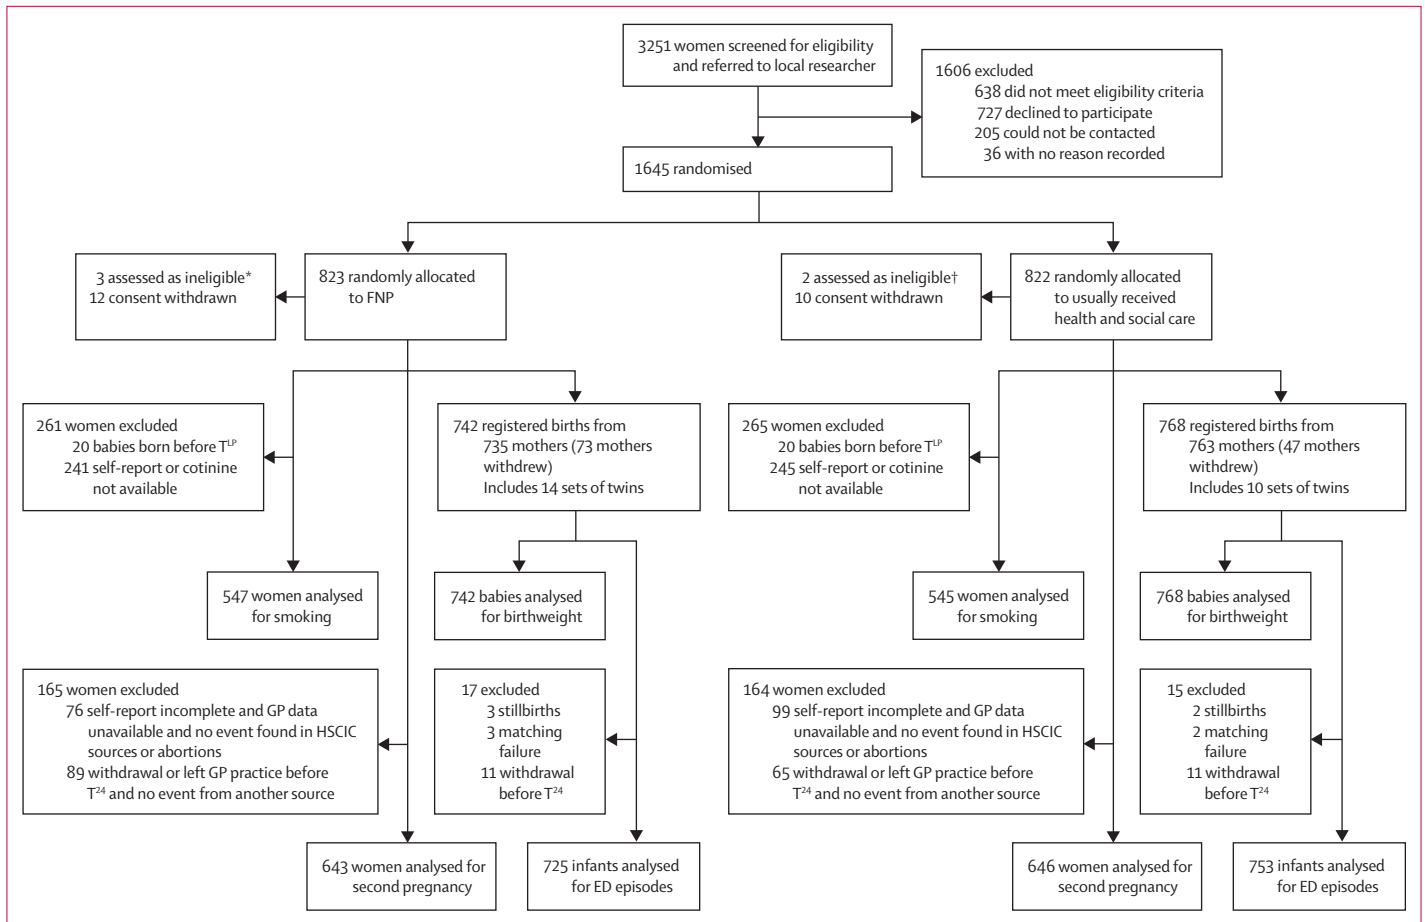 3251 women screened for eligibility
and referred to local researcher
1606 excluded
638 did not meet eligibility criteria
727 declined to participate
205 could not be contacted
36 with no reason recorded
1645 randomised
3 assessed as ineligible*
12 consent withdrawn
823 randomly allocated
to FNP
2 assessed as ineligible†
10 consent withdrawn
822 randomly allocated
to usually received
health and social care
261 women excluded
20 babies born before TLP
241 self-report or cotinine
not available
742 registered births from
735 mothers (73 mothers
withdrew)
Includes 14 sets of twins
265 women excluded
20 babies born before TLP
245 self-report or cotinine
not available
768 registered births from
763 mothers (47 mothers
withdrew)
Includes 10 sets of twins
547 women analysed
for smoking
742 babies analysed
for birthweight
545 women analysed
for smoking
768 babies analysed
for birthweight
165 women excluded
76 self-report incomplete and GP data
unavailable and no event found in HSCIC
sources or abortions
89 withdrawal or left GP practice before
T24 and no event from another source
17 excluded
3 stillbirths
3 matching
failure
11 withdrawal
before T24
164 women excluded
99 self-report incomplete and GP data
unavailable and no event found in HSCIC
sources or abortions
65 withdrawal or left GP practice before
T24 and no event from another source
15 excluded
2 stillbirths
2 matching
failure
11 withdrawal
before T24
643 women analysed for
second pregnancy
725 infants analysed
for ED episodes
646 women analysed for
second pregnancy
753 infants analysed
for ED episodes